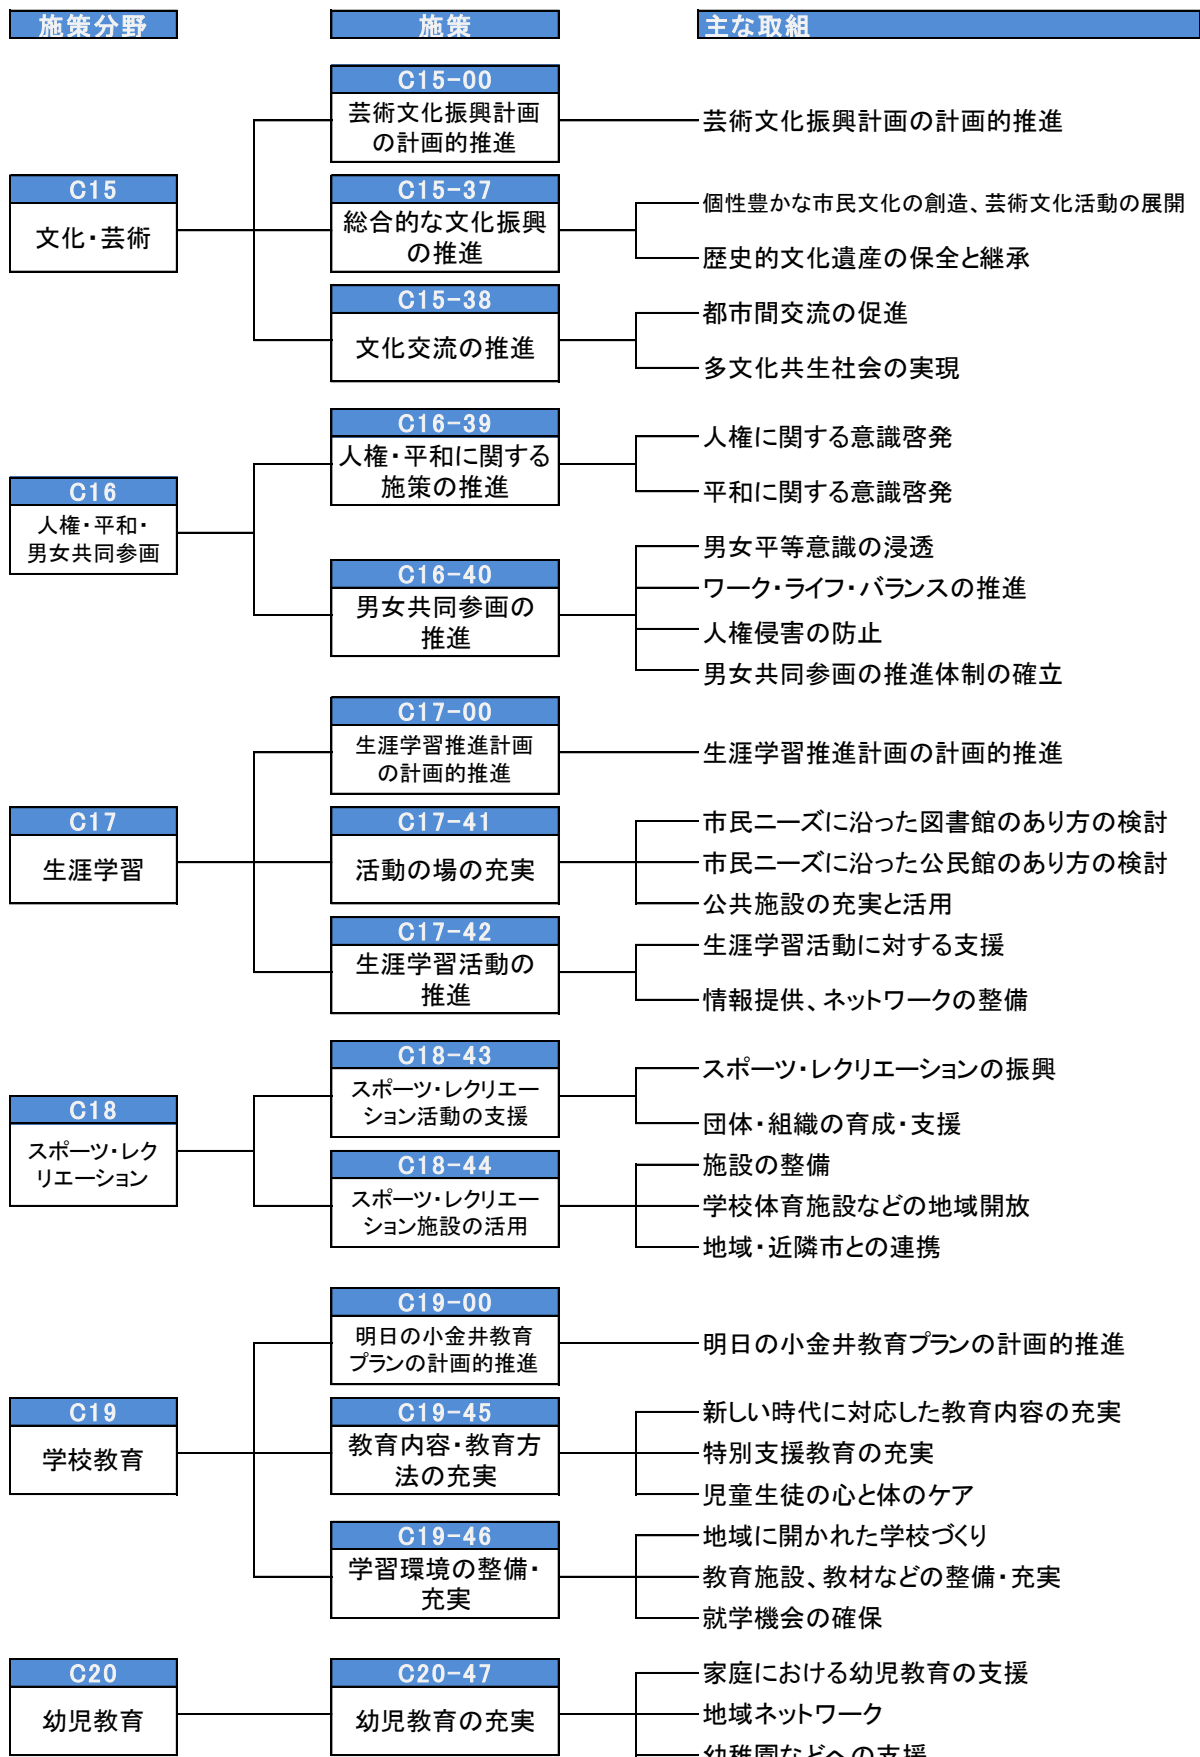 施策分野
施策
主な取組
C15
文化・芸術
C15-00
芸術文化振興計画
の計画的推進
芸術文化振興計画の計画的推進
C15-37
総合的な文化振興
の推進
個性豊かな市民文化の創造、芸術文化活動の展開
歴史的文化遺産の保全と継承
C15-38
文化交流の推進
都市間交流の促進
多文化共生社会の実現
C16
人権・平和・
男女共同参画
C16-39
人権・平和に関する
施策の推進
人権に関する意識啓発
平和に関する意識啓発
C16-40
男女共同参画の
推進
男女平等意識の浸透
ワーク・ライフ・バランスの推進
人権侵害の防止
男女共同参画の推進体制の確立
C17
生涯学習
C17-00
生涯学習推進計画
の計画的推進
生涯学習推進計画の計画的推進
C17-41
活動の場の充実
市民ニーズに沿った図書館のあり方の検討
市民ニーズに沿った公民館のあり方の検討
公共施設の充実と活用
C17-42
生涯学習活動の
推進
生涯学習活動に対する支援
情報提供、ネットワークの整備
C18
スポーツ・レク
リエーション
C18-43
スポーツ・レクリエー
ション活動の支援
スポーツ・レクリエーションの振興
団体・組織の育成・支援
C18-44
スポーツ・レクリエー
ション施設の活用
施設の整備
学校体育施設などの地域開放
地域・近隣市との連携
C19
学校教育
C19-00
明日の小金井教育
プランの計画的推進
明日の小金井教育プランの計画的推進
C19-45
教育内容・教育方
法の充実
新しい時代に対応した教育内容の充実
特別支援教育の充実
児童生徒の心と体のケア
C19-46
学習環境の整備・
充実
地域に開かれた学校づくり
教育施設、教材などの整備・充実
就学機会の確保
C20
幼児教育
C20-47
幼児教育の充実
家庭における幼児教育の支援
地域ネットワーク
幼稚園などへの支援